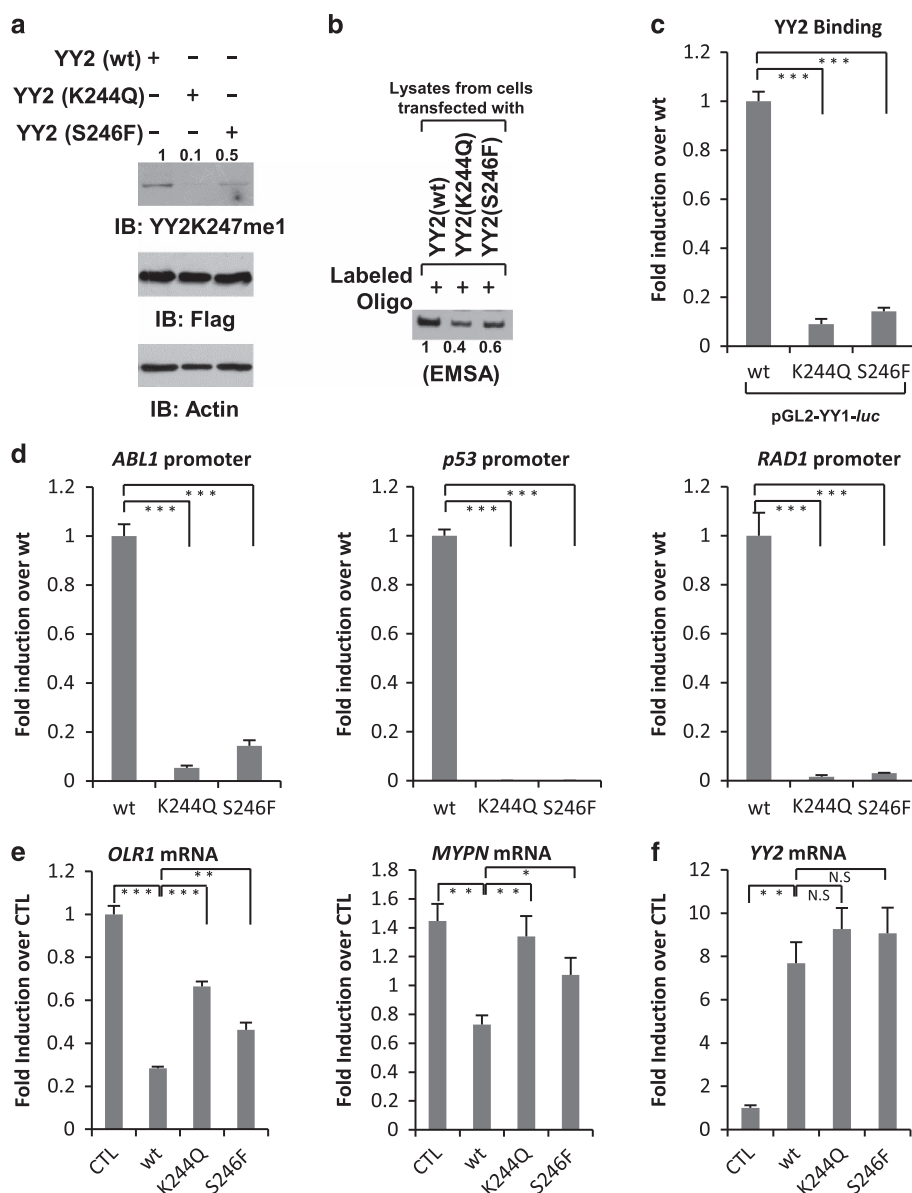 a
YY2 (wt) + – –
YY2 (K244Q) – + –
YY2 (S246F) – – +
1 0.1 0.5
IB: YY2K247me1
IB: Flag
IB: Actin
b
Lysates from cells
transfected with
YY2(wt)
YY2(K244Q)
YY2(S246F)
Labeled
Oligo
+ + +
1 0.4 0.6
(EMSA)
c
YY2 Binding
Fold induction over wt
1.2
1
0.8
0.6
0.4
0.2
0
* * *
* * *
wt K244Q S246F
pGL2-YY1-luc
d
ABL1 promoter
Fold induction over wt
1.2
1
0.8
0.6
0.4
0.2
0
* * *
* * *
wt K244Q S246F
p53 promoter
Fold induction over wt
1.2
1
0.8
0.6
0.4
0.2
0
* * *
* * *
wt K244Q S246F
RAD1 promoter
Fold induction over wt
1.2
1
0.8
0.6
0.4
0.2
0
* * *
* * *
wt K244Q S246F
e
OLR1 mRNA
Fold Induction over CTL
1.2
1
0.8
0.6
0.4
0.2
0
* *
* * * * * *
CTL wt K244Q S246F
MYPN mRNA
Fold Induction over CTL
1.8
1.6
1.4
1.2
1
0.8
0.6
0.4
0.2
0
*
* * * *
CTL wt K244Q S246F
f
YY2 mRNA
Fold Induction over CTL
12
10
8
6
4
2
0
N.S
* * N.S
CTL wt K244Q S246F